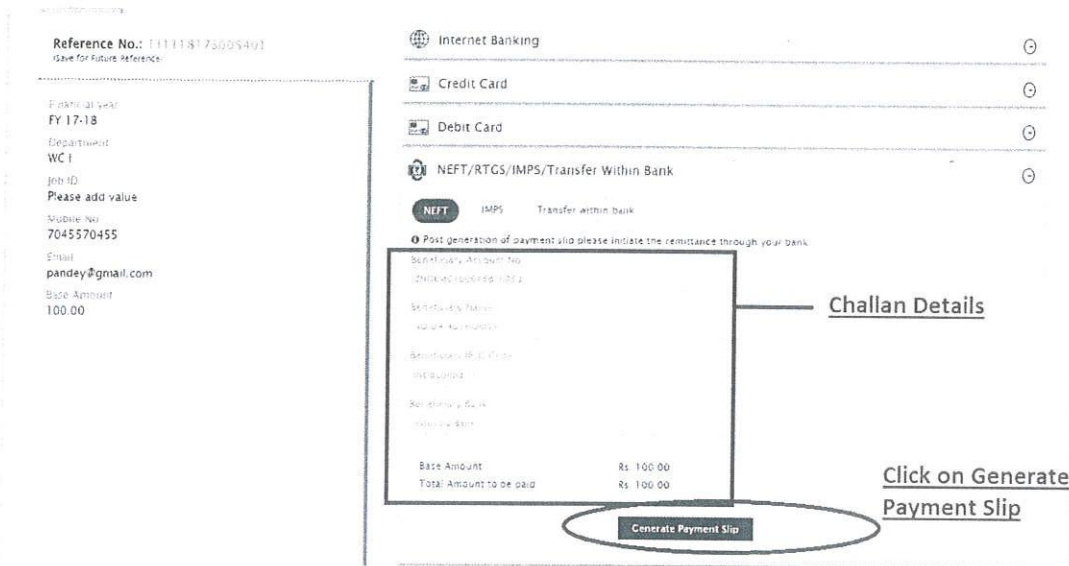 Reference No.:
(Save for Future Reference)
Financial year
FY 17-18
Department
WC I
Job ID
Please add value
Mobile No
7045570455
Email
pandey@gmail.com
Base Amount
100.00
Internet Banking
Credit Card
Debit Card
NEFT/RTGS/IMPS/Transfer Within Bank
NEFT IMPS Transfer within bank
Post generation of payment slip please initiate the remittance through your bank
Beneficiary Account No
Beneficiary Name
Beneficiary IFSC Code
Beneficiary Bank
Base Amount Rs. 100.00
Total Amount to be paid Rs. 100.00
Generate Payment Slip
Challan Details
Click on Generate
Payment Slip